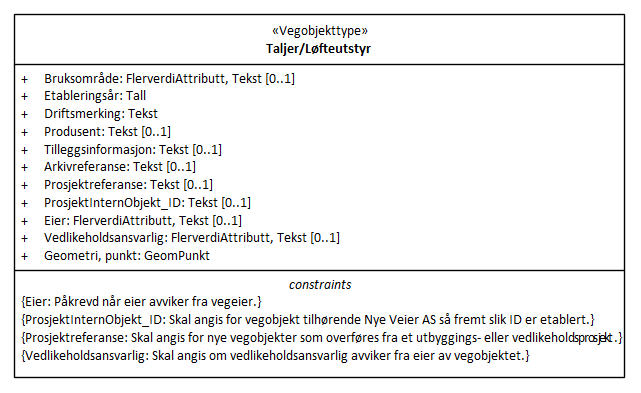 «Vegobjekttype»
Taljer/Løfteutstyr
+ Bruksområde: FlerverdiAttributt, Tekst [0..1]
+ Etableringsår: Tall
+ Driftsmerking: Tekst
+ Produsent: Tekst [0..1]
+ Tilleggsinformasjon: Tekst [0..1]
+ Arkivreferanse: Tekst [0..1]
+ Prosjektreferanse: Tekst [0..1]
+ ProsjektInternObjekt_ID: Tekst [0..1]
+ Eier: FlerverdiAttributt, Tekst [0..1]
+ Vedlikeholdsansvarlig: FlerverdiAttributt, Tekst [0..1]
+ Geometri, punkt: GeomPunkt
constraints
{Eier: Påkrevd når eier avviker fra vegeier.}
{ProsjektInternObjekt_ID: Skal angis for vegobjekt tilhørende Nye Veier AS så fremt slik ID er etablert.}
{Prosjektreferanse: Skal angis for nye vegobjekter som overføres fra et utbyggings- eller vedlikeholdsprosjekt.}
{Vedlikeholdsansvarlig: Skal angis om vedlikeholdsansvarlig avviker fra eier av vegobjektet.}